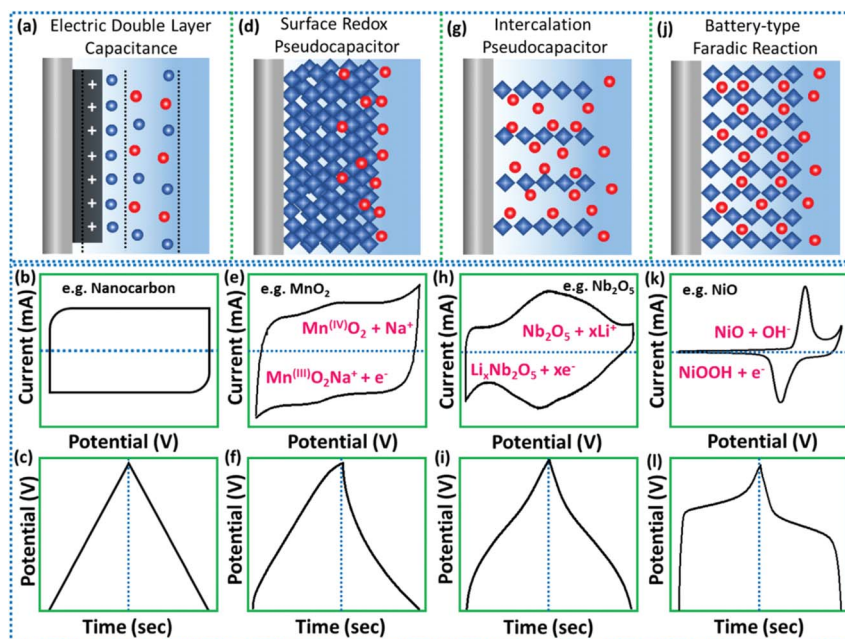 (a) Electric Double Layer
Capacitance
(d) Surface Redox
Pseudocapacitor
(g) Intercalation
Pseudocapacitor
(j) Battery-type
Faradic Reaction
+
+
+
+
+
+
+
(b) e.g. Nanocarbon
Current (mA)
Potential (V)
(e) e.g. MnO₂
Mn⁽ᴵⱽ⁾O₂ + Na⁺
Mn⁽ᴵᴵᴵ⁾O₂Na⁺ + e⁻
Current (mA)
Potential (V)
(h) e.g. Nb₂O₅
Nb₂O₅ + xLi⁺
LiₓNb₂O₅ + xe⁻
Current (mA)
Potential (V)
(k) e.g. NiO
NiO + OH⁻
NiOOH + e⁻
Current (mA)
Potential (V)
(c)
Potential (V)
Time (sec)
(f)
Potential (V)
Time (sec)
(i)
Potential (V)
Time (sec)
(l)
Potential (V)
Time (sec)